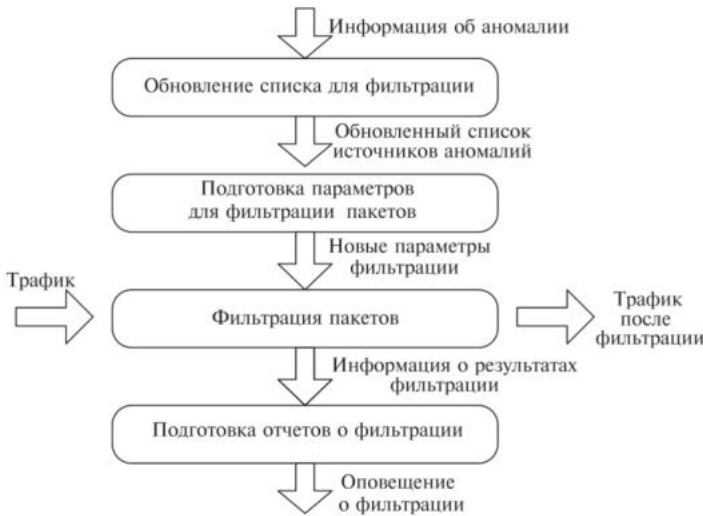 Информация об аномалии
Обновление списка для фильтрации
Обновленный список
источников аномалий
Подготовка параметров
для фильтрации пакетов
Новые параметры
фильтрации
Трафик
Фильтрация пакетов
Трафик
после
фильтрации
Информация о результатах
фильтрации
Подготовка отчетов о фильтрации
Оповещение
о фильтрации